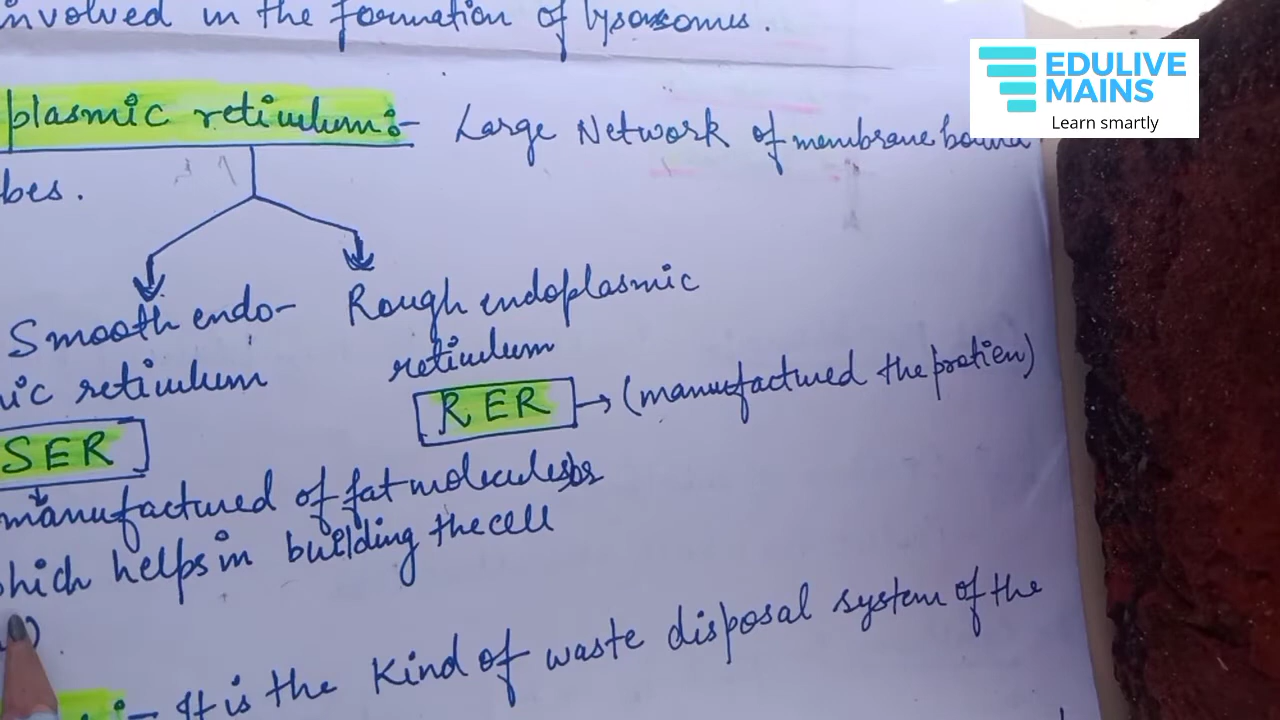 involved in the formation of lysosomes.
EDULIVE
MAINS
Learn smartly
plasmic reticulum:- Large Network of membrane bound
bes.
Smooth endo- Rough endoplasmic
ic reticulum reticulum
RER → (manufactured the protien)
SER
manufactured of fat molecules
which helps in building the cell
It is the kind of waste disposal system of the